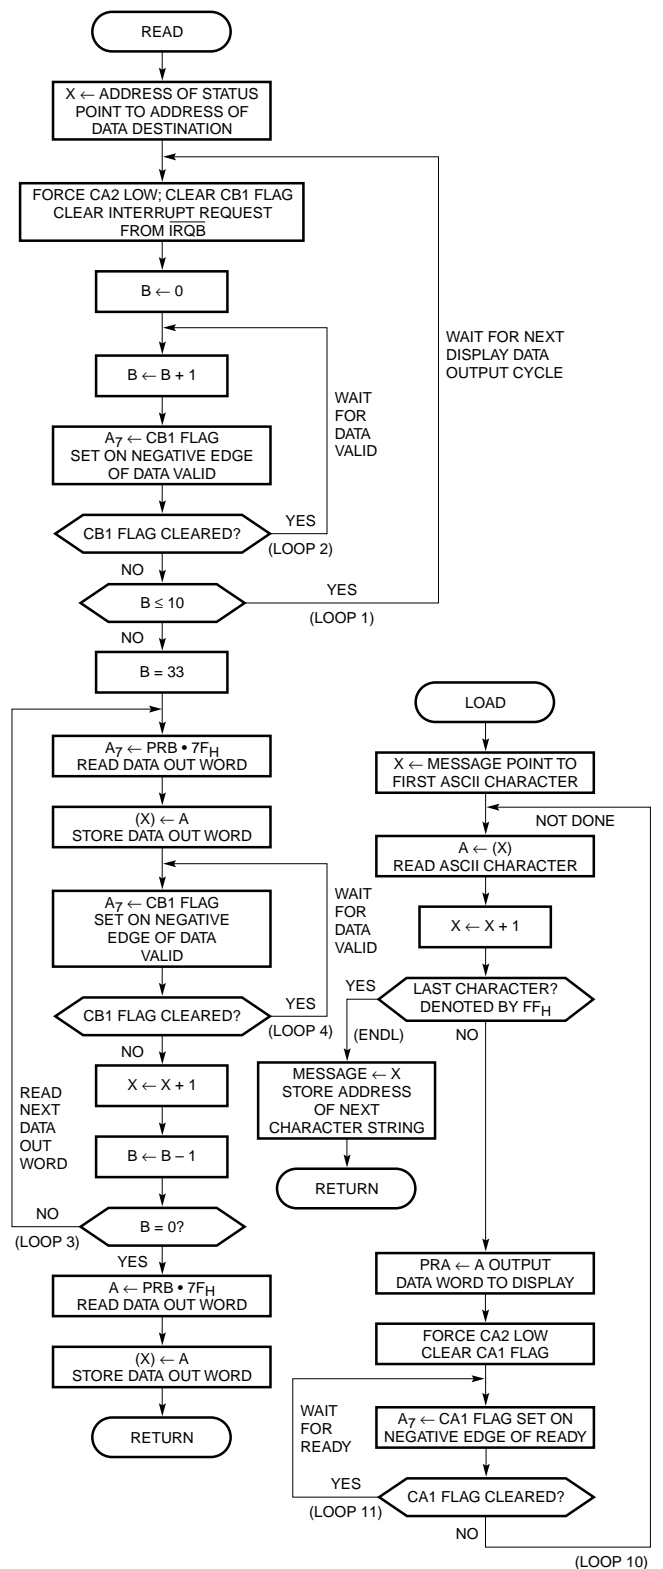 READ
X ← ADDRESS OF STATUS
POINT TO ADDRESS OF
DATA DESTINATION
FORCE CA2 LOW; CLEAR CB1 FLAG
CLEAR INTERRUPT REQUEST
FROM I̅R̅Q̅B̅
B ← 0
WAIT FOR NEXT
DISPLAY DATA
OUTPUT CYCLE
B ← B + 1
WAIT
FOR
DATA
VALID
A7 ← CB1 FLAG
SET ON NEGATIVE EDGE
OF DATA VALID
CB1 FLAG CLEARED?
YES
(LOOP 2)
NO
B ≤ 10
YES
(LOOP 1)
NO
B = 33
A7 ← PRB • 7FH
READ DATA OUT WORD
(X) ← A
STORE DATA OUT WORD
A7 ← CB1 FLAG
SET ON NEGATIVE
EDGE OF DATA
VALID
WAIT
FOR
DATA
VALID
CB1 FLAG CLEARED?
YES
(LOOP 4)
NO
X ← X + 1
READ
NEXT
DATA
OUT
WORD
B ← B – 1
B = 0?
NO
(LOOP 3)
YES
A ← PRB • 7FH
READ DATA OUT WORD
(X) ← A
STORE DATA OUT WORD
RETURN
LOAD
X ← MESSAGE POINT TO
FIRST ASCII CHARACTER
NOT DONE
A ← (X)
READ ASCII CHARACTER
X ← X + 1
LAST CHARACTER?
DENOTED BY FFH
YES
(ENDL)
NO
MESSAGE ← X
STORE ADDRESS
OF NEXT
CHARACTER STRING
RETURN
PRA ← A OUTPUT
DATA WORD TO DISPLAY
FORCE CA2 LOW
CLEAR CA1 FLAG
WAIT
FOR
READY
A7 ← CA1 FLAG SET ON
NEGATIVE EDGE OF READY
CA1 FLAG CLEARED?
YES
(LOOP 11)
NO
(LOOP 10)